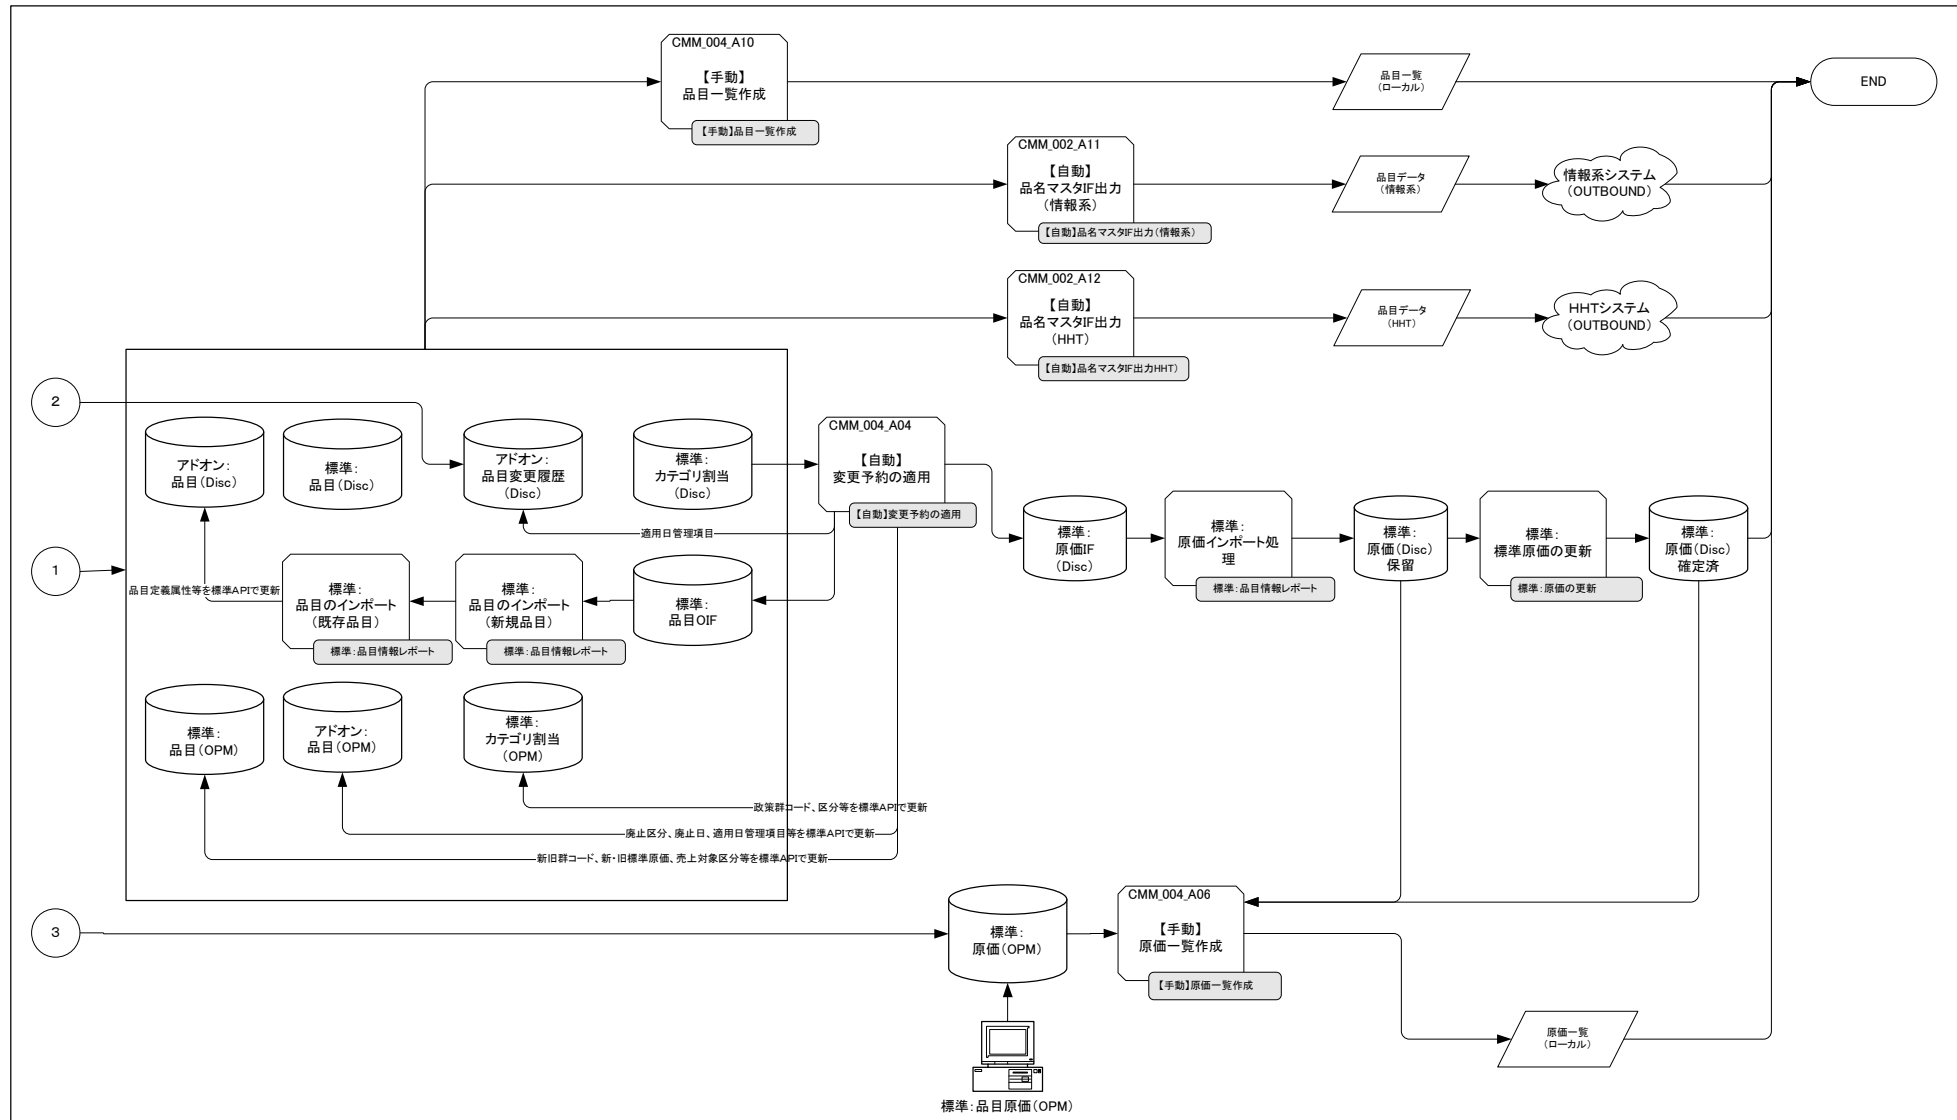 CMM_004_A10
【手動】
品目一覧作成
【手動】品目一覧作成
品目一覧
(ローカル)
END
CMM_002_A11
【自動】
品名マスタIF出力
(情報系)
【自動】品名マスタIF出力(情報系)
品目データ
(情報系)
情報系システム
(OUTBOUND)
CMM_002_A12
【自動】
品名マスタIF出力
(HHT)
【自動】品名マスタIF出力HHT)
品目データ
(HHT)
HHTシステム
(OUTBOUND)
2
アドオン:
品目(Disc)
標準:
品目(Disc)
アドオン:
品目変更履歴
(Disc)
標準:
カテゴリ割当
(Disc)
CMM_004_A04
【自動】
変更予約の適用
【自動】変更予約の適用
適用日管理項目
標準:
原価IF
(Disc)
標準:
原価インポート処
理
標準:品目情報レポート
標準:
原価(Disc)
保留
標準:
標準原価の更新
標準:原価の更新
標準:
原価(Disc)
確定済
1
品目定義属性等を標準APIで更新
標準:
品目のインポート
(既存品目)
標準:品目情報レポート
標準:
品目のインポート
(新規品目)
標準:品目情報レポート
標準:
品目OIF
標準:
品目(OPM)
アドオン:
品目(OPM)
標準:
カテゴリ割当
(OPM)
政策群コード、区分等を標準APIで更新
廃止区分、廃止日、適用日管理項目等を標準APIで更新
新旧群コード、新・旧標準原価、売上対象区分等を標準APIで更新
3
標準:
原価(OPM)
CMM_004_A06
【手動】
原価一覧作成
【手動】原価一覧作成
原価一覧
(ローカル)
標準:品目原価(OPM)